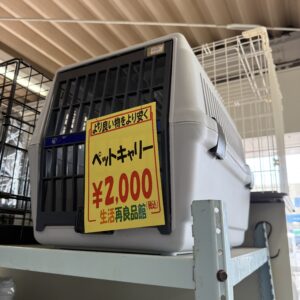 より良い物をより安く
ペットキャリー
¥2,000
(税込)
生活再良品館